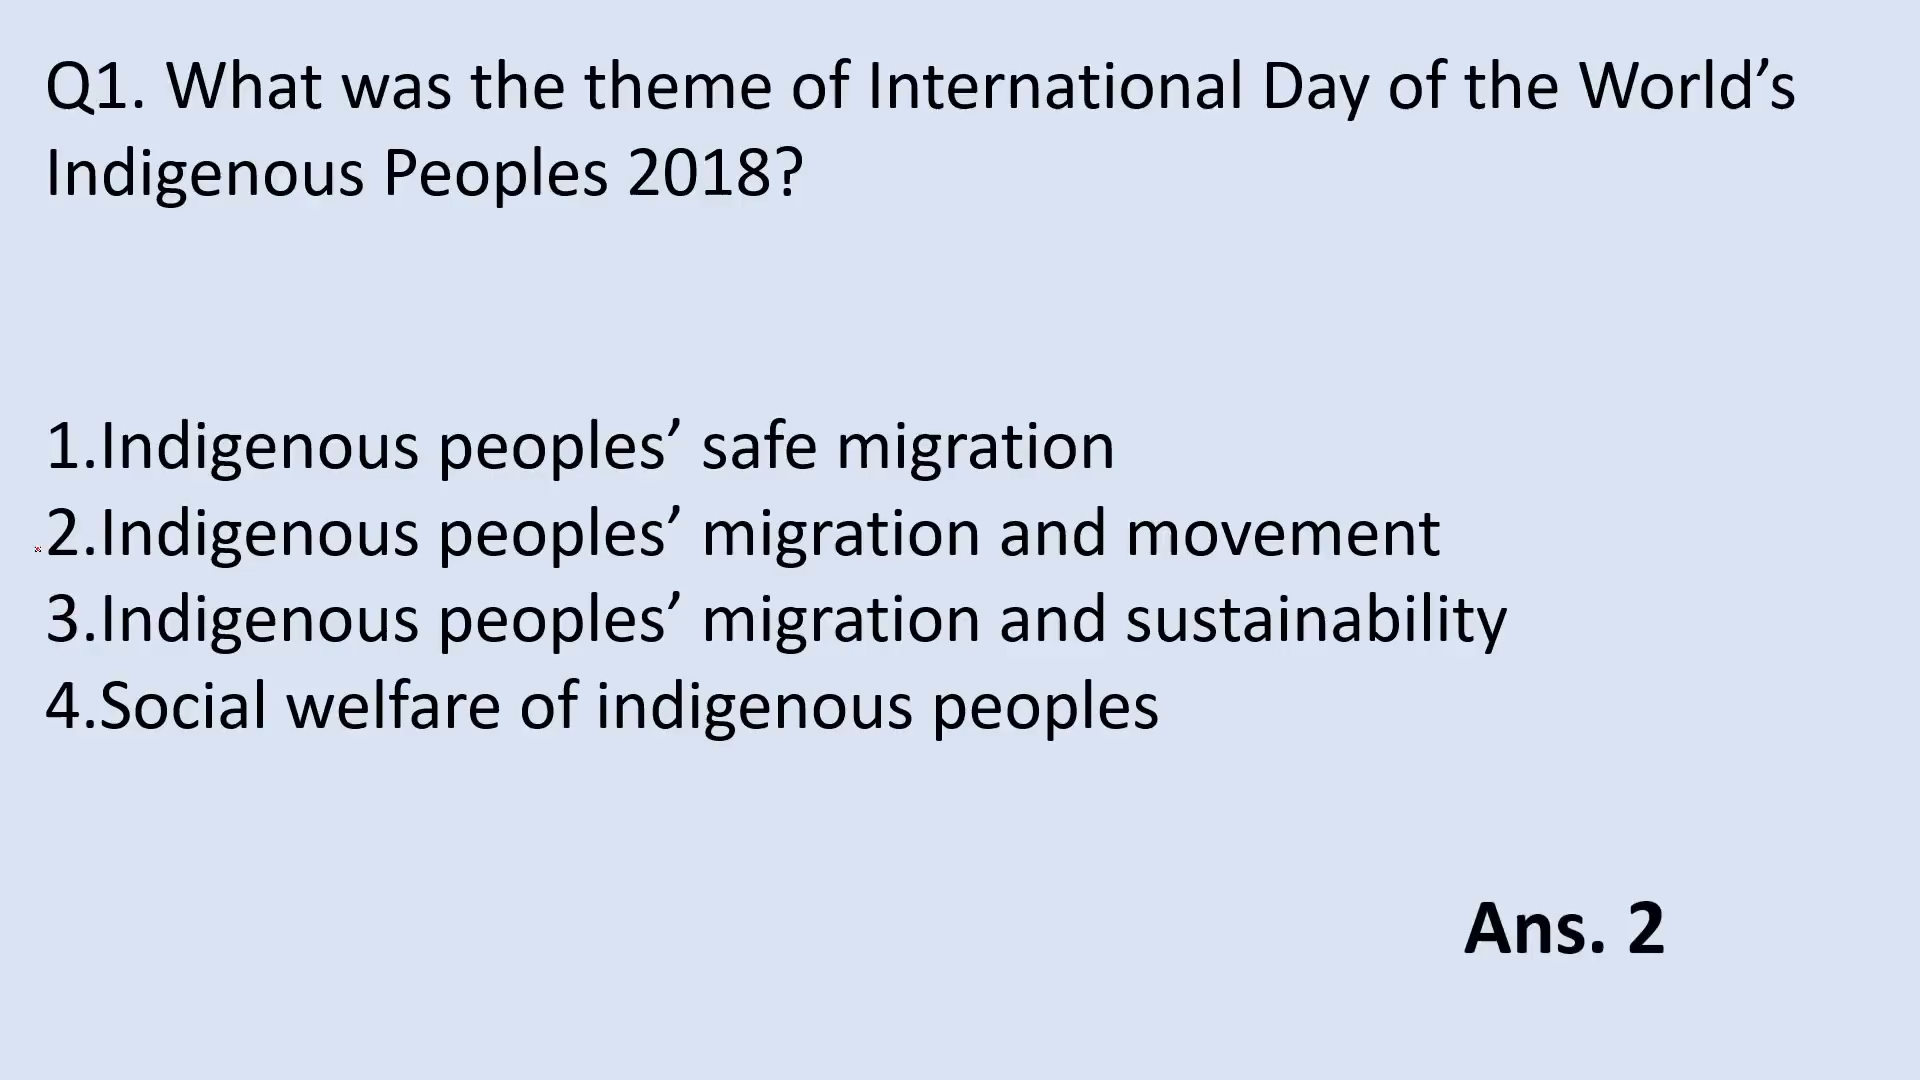 Q1. What was the theme of International Day of the World’s
Indigenous Peoples 2018?
1.Indigenous peoples’ safe migration
2.Indigenous peoples’ migration and movement
3.Indigenous peoples’ migration and sustainability
4.Social welfare of indigenous peoples
Ans. 2